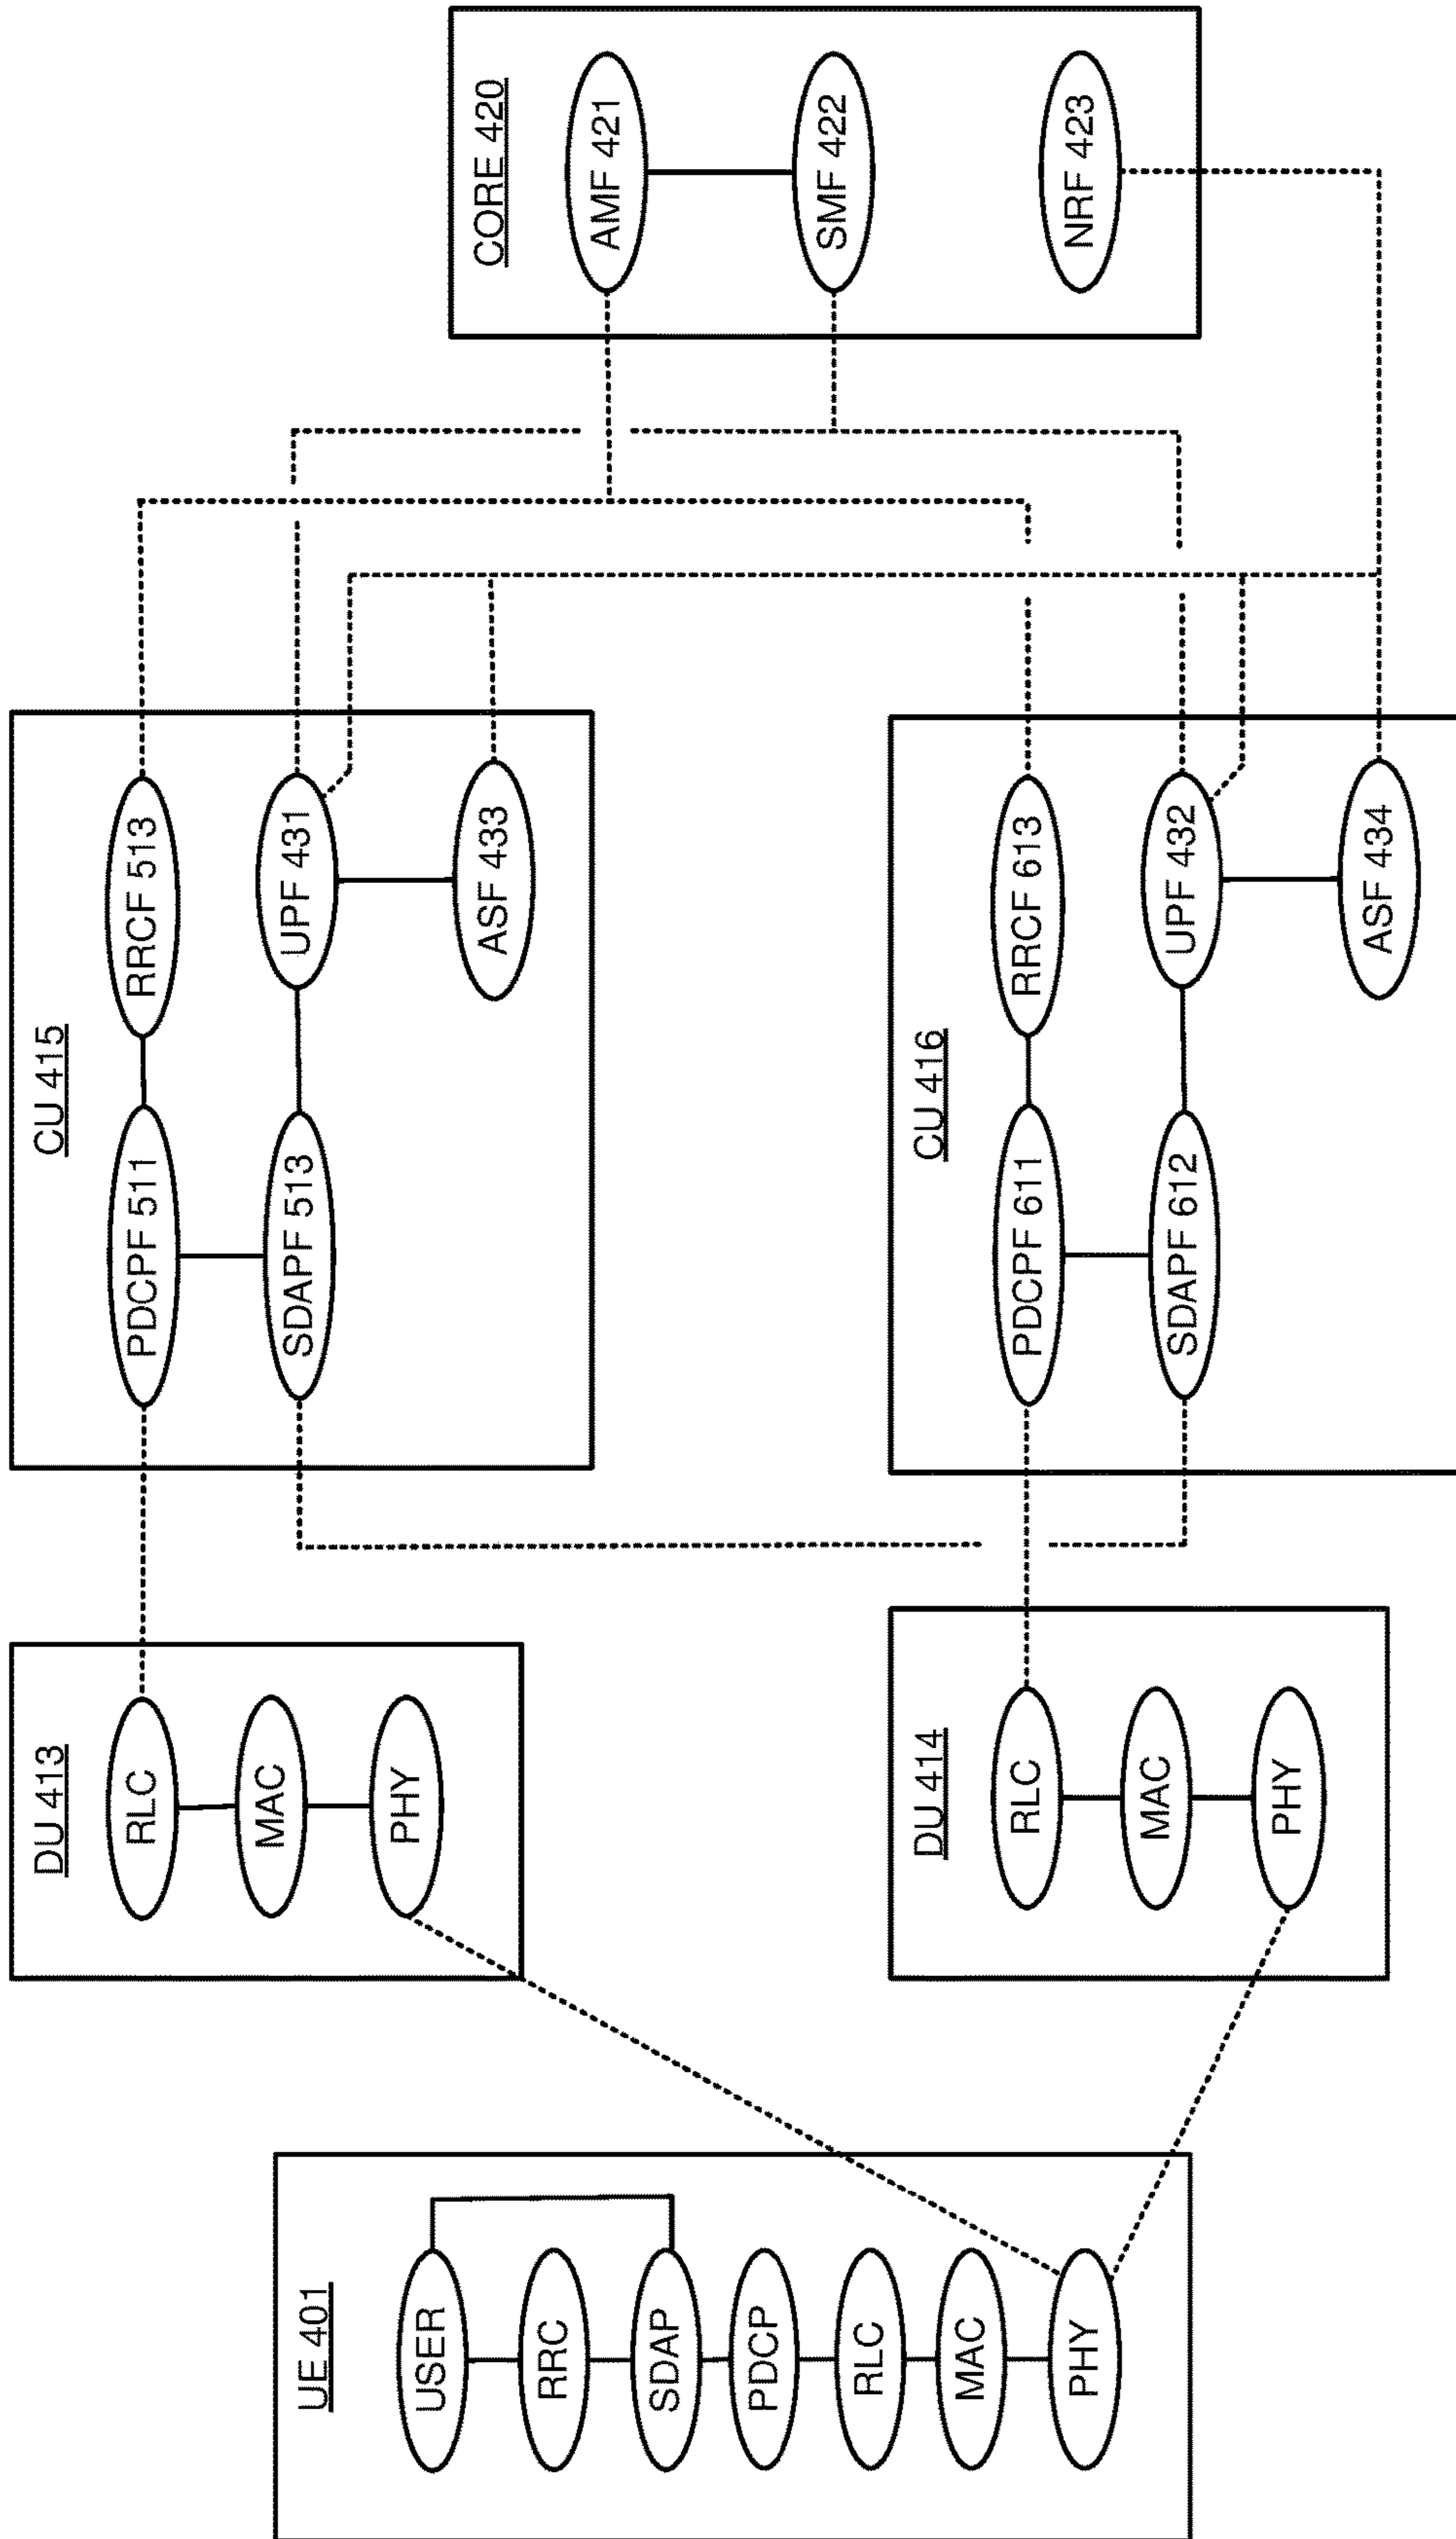 UE 401
USER
RRC
SDAP
PDCP
RLC
MAC
PHY
DU 413
RLC
MAC
PHY
DU 414
RLC
MAC
PHY
CU 415
PDCPF 511
RRCF 513
SDAPF 513
UPF 431
ASF 433
CU 416
PDCPF 611
RRCF 613
SDAPF 612
UPF 432
ASF 434
CORE 420
AMF 421
SMF 422
NRF 423